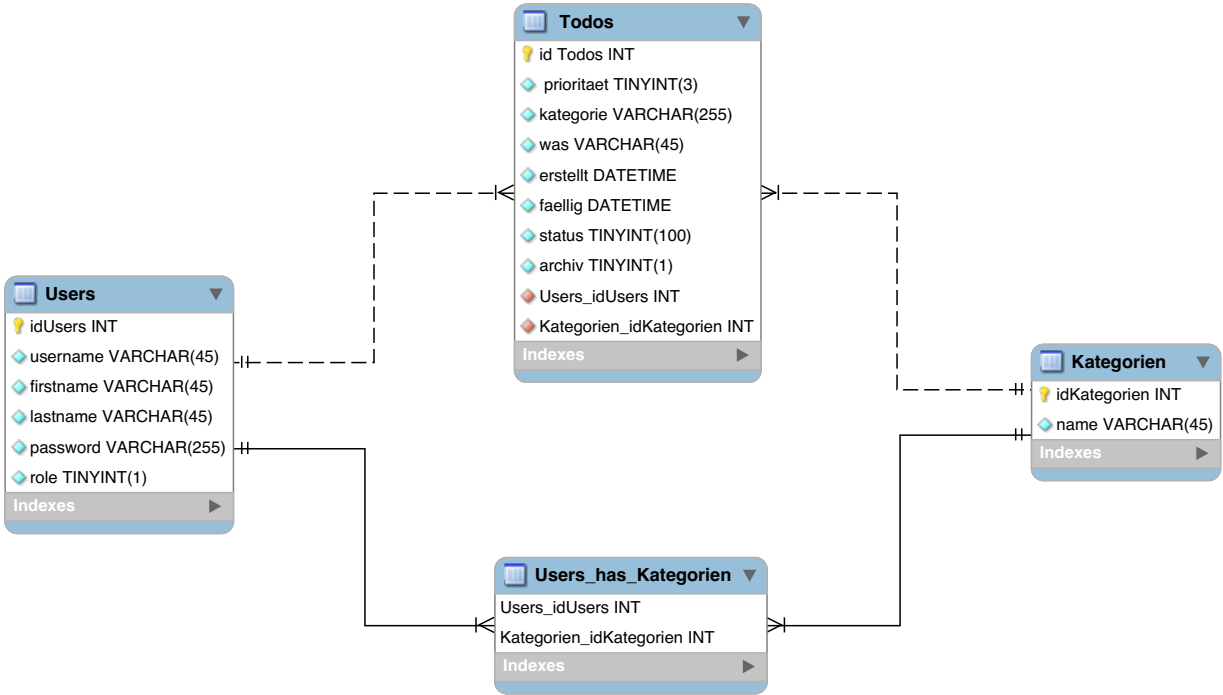 Todos
id Todos INT
prioritaet TINYINT(3)
kategorie VARCHAR(255)
was VARCHAR(45)
erstellt DATETIME
faellig DATETIME
status TINYINT(100)
archiv TINYINT(1)
Users_idUsers INT
Kategorien_idKategorien INT
Indexes
Users
idUsers INT
username VARCHAR(45)
firstname VARCHAR(45)
lastname VARCHAR(45)
password VARCHAR(255)
role TINYINT(1)
Indexes
Kategorien
idKategorien INT
name VARCHAR(45)
Indexes
Users_has_Kategorien
Users_idUsers INT
Kategorien_idKategorien INT
Indexes